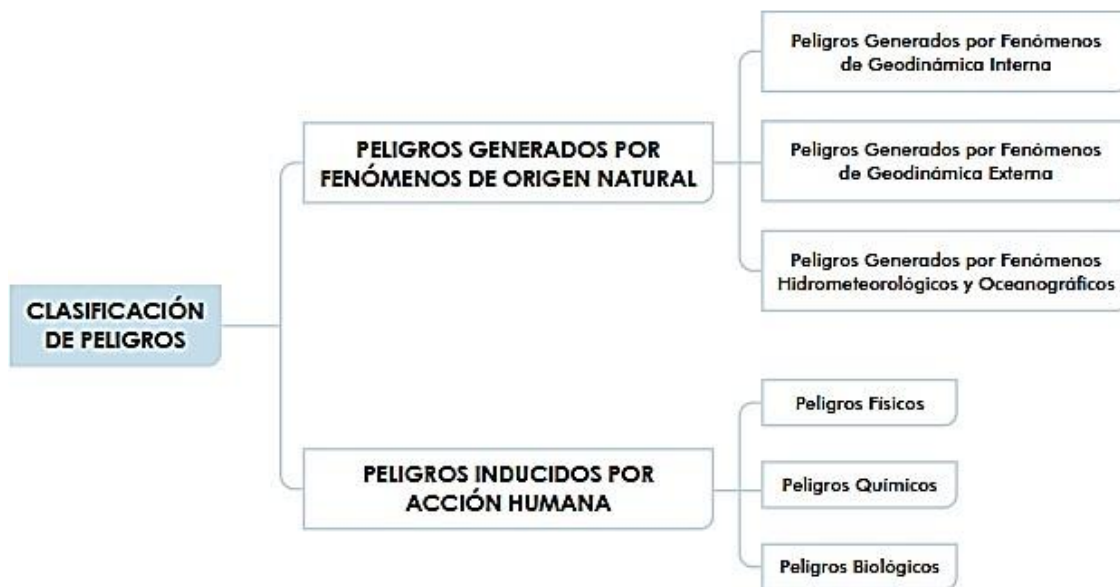 CLASIFICACIÓN
DE PELIGROS
PELIGROS GENERADOS POR
FENÓMENOS DE ORIGEN NATURAL
Peligros Generados por Fenómenos
de Geodinámica Interna
Peligros Generados por Fenómenos
de Geodinámica Externa
Peligros Generados por Fenómenos
Hidrometeorológicos y Oceanográficos
PELIGROS INDUCIDOS POR
ACCIÓN HUMANA
Peligros Físicos
Peligros Químicos
Peligros Biológicos